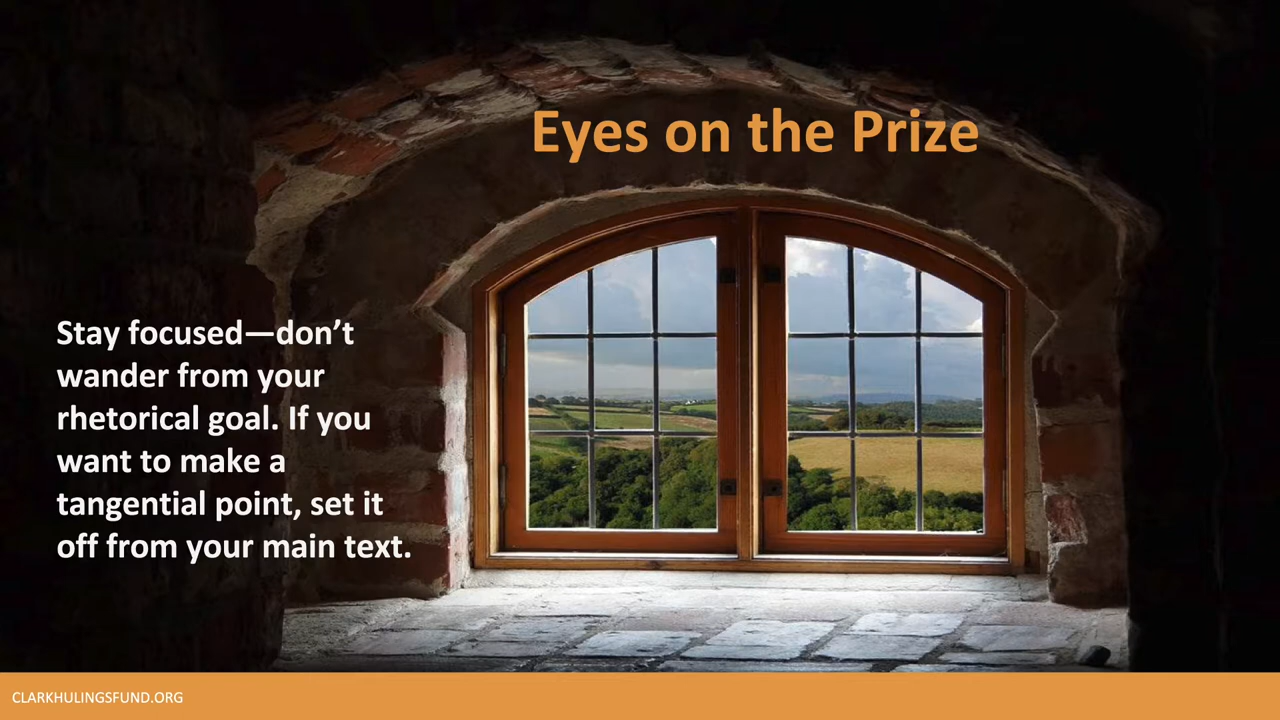 Eyes on the Prize
Stay focused—don’t
wander from your
rhetorical goal. If you
want to make a
tangential point, set it
off from your main text.
CLARKHULINGSFUND.ORG